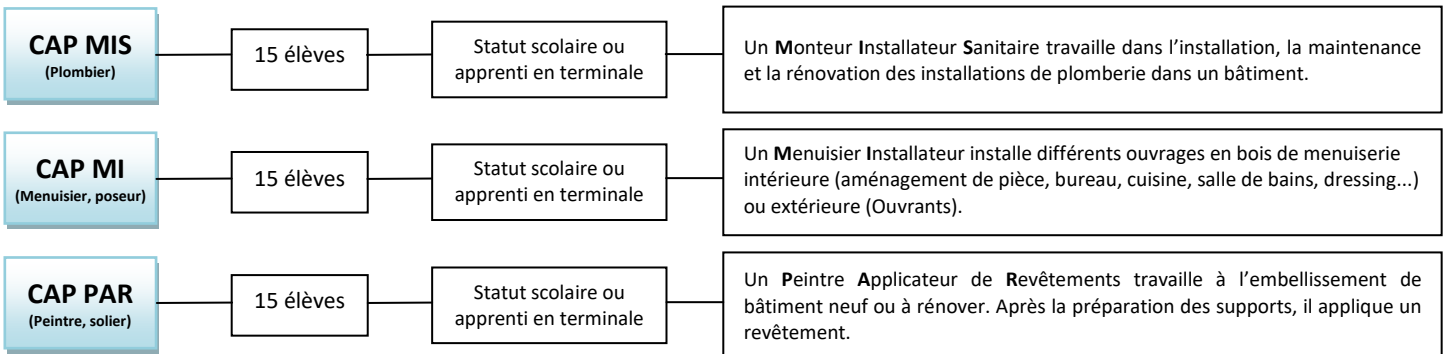 CAP MIS
(Plombier)
15 élèves
Statut scolaire ou
apprenti en terminale
Un Monteur Installateur Sanitaire travaille dans l’installation, la maintenance
et la rénovation des installations de plomberie dans un bâtiment.
CAP MI
(Menuisier, poseur)
15 élèves
Statut scolaire ou
apprenti en terminale
Un Menuisier Installateur installe différents ouvrages en bois de menuiserie
intérieure (aménagement de pièce, bureau, cuisine, salle de bains, dressing...)
ou extérieure (Ouvrants).
CAP PAR
(Peintre, solier)
15 élèves
Statut scolaire ou
apprenti en terminale
Un Peintre Applicateur de Revêtements travaille à l’embellissement de
bâtiment neuf ou à rénover. Après la préparation des supports, il applique un
revêtement.